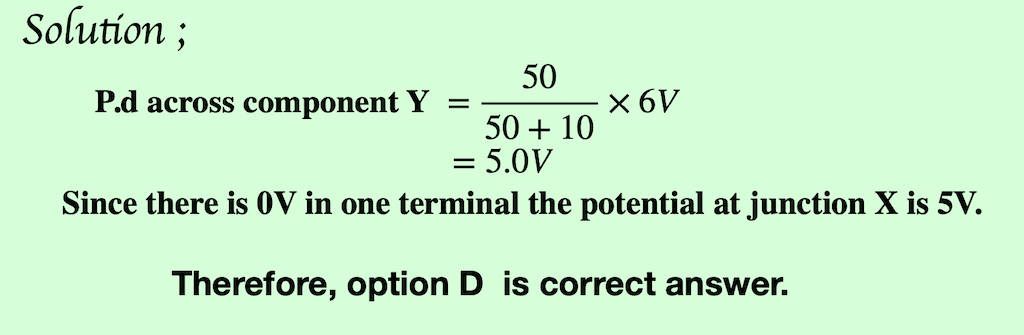 Solution ;
P.d across component Y = \frac{50}{50 + 10} × 6V
= 5.0V
Since there is 0V in one terminal the potential at junction X is 5V.
Therefore, option D is correct answer.